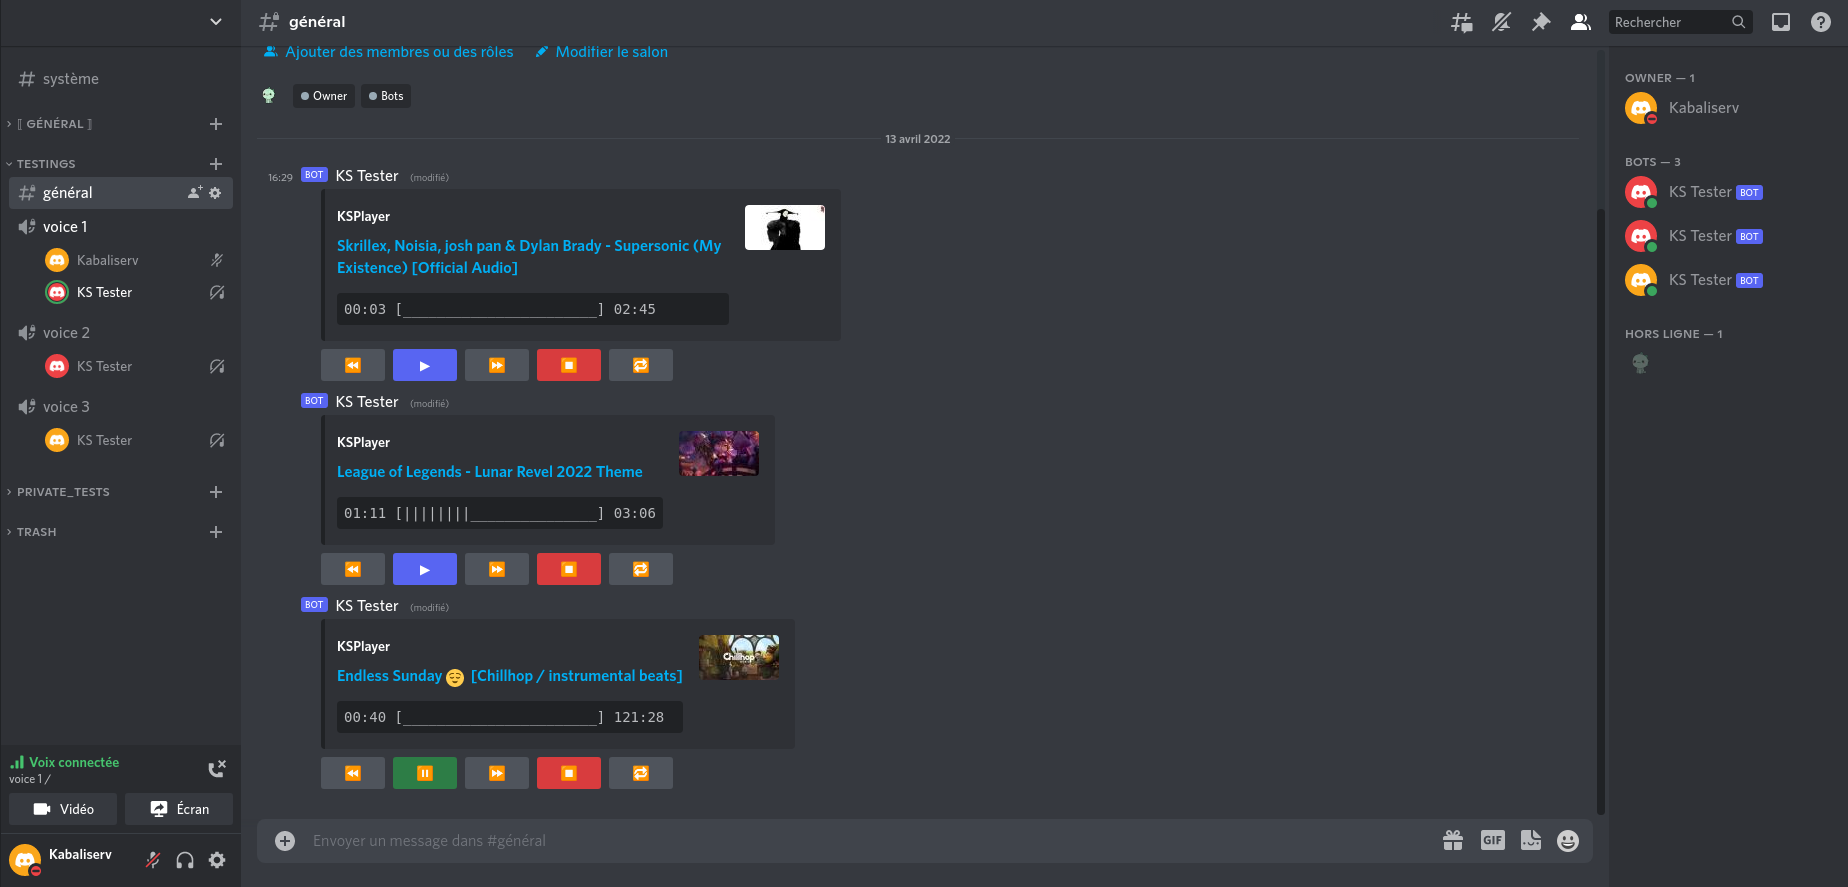 général
Rechercher
système
⟦ GÉNÉRAL ⟧
TESTINGS
général
voice 1
Kabaliserv
KS Tester
voice 2
KS Tester
voice 3
KS Tester
PRIVATE_TESTS
TRASH
Voix connectée
voice 1 /
Vidéo
Écran
Kabaliserv
Ajouter des membres ou des rôles
Modifier le salon
Owner
Bots
13 avril 2022
16:29 BOT KS Tester (modifié)
KSPlayer
Skrillex, Noisia, josh pan & Dylan Brady - Supersonic (My
Existence) [Official Audio]
00:03 [_______________________] 02:45
BOT KS Tester (modifié)
KSPlayer
League of Legends - Lunar Revel 2022 Theme
01:11 [||||||||_______________] 03:06
BOT KS Tester (modifié)
KSPlayer
Endless Sunday 😌 [Chillhop / instrumental beats]
Chillhop
00:40 [_______________________] 121:28
Envoyer un message dans #général
GIF
OWNER — 1
Kabaliserv
BOTS — 3
KS Tester BOT
KS Tester BOT
KS Tester BOT
HORS LIGNE — 1